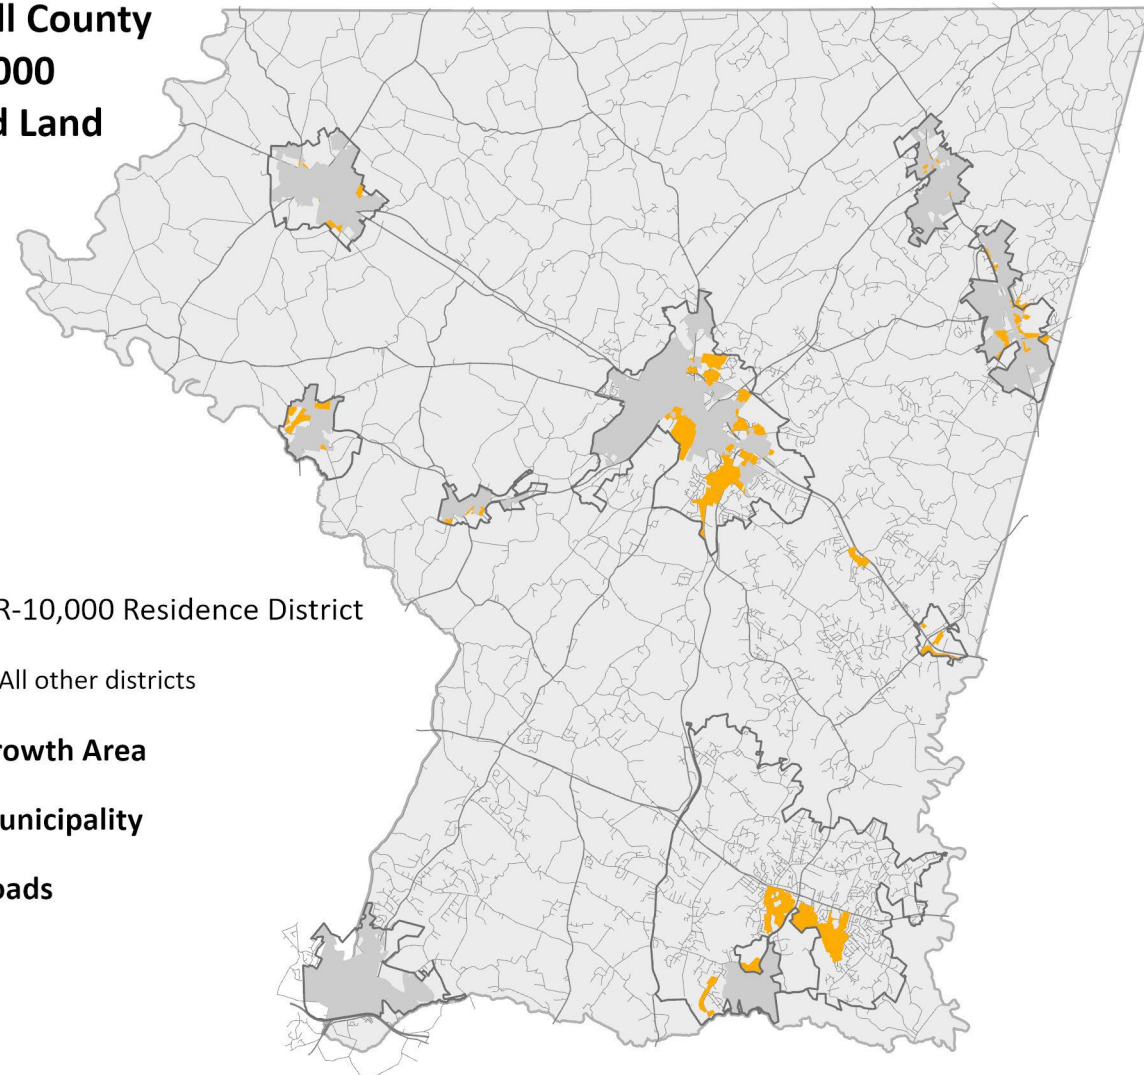 ll County
000
d Land
R-10,000 Residence District
All other districts
rowth Area
unicipality
oads